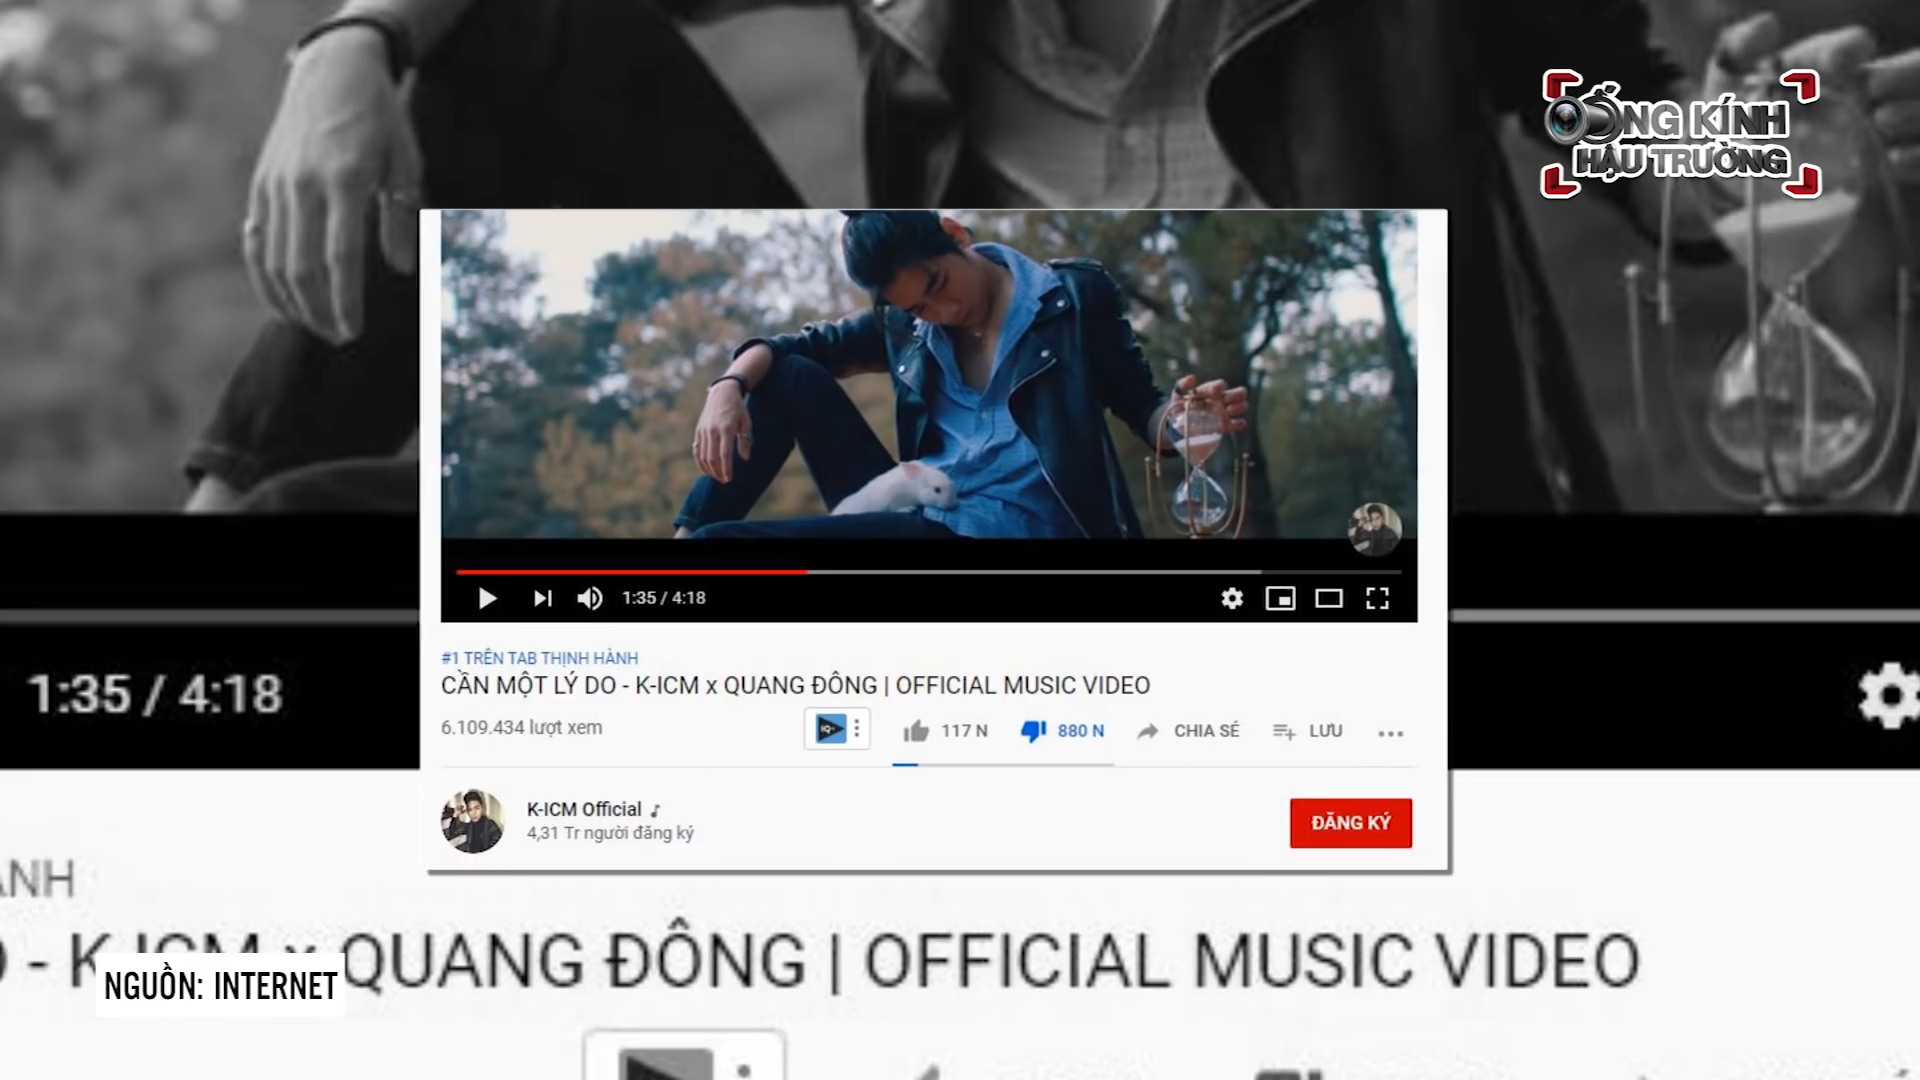 ỐNG KÍNH
HẬU TRƯỜNG
1:35 / 4:18
#1 TRÊN TAB THỊNH HÀNH
CẦN MỘT LÝ DO - K-ICM x QUANG ĐÔNG | OFFICIAL MUSIC VIDEO
6.109.434 lượt xem
117 N
880 N
CHIA SẺ
LƯU
K-ICM Official
4,31 Tr người đăng ký
ĐĂNG KÝ
1:35 / 4:18
ANH
- K-ICM x QUANG ĐÔNG | OFFICIAL MUSIC VIDEO
NGUỒN: INTERNET